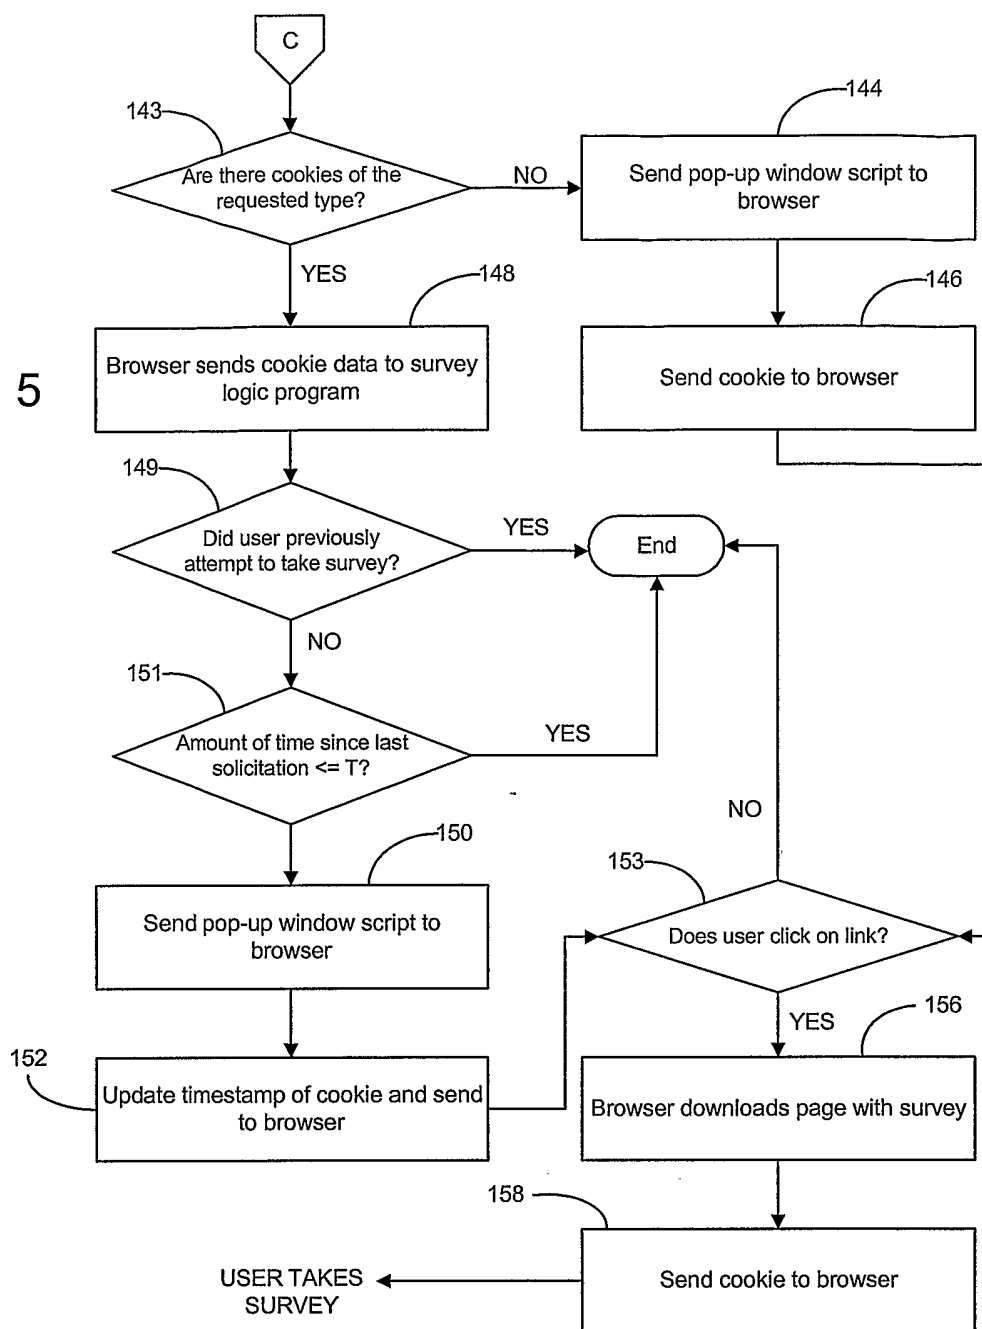 C
143
144
Are there cookies of the
requested type?
NO
Send pop-up window script to
browser
YES
148
146
5
Browser sends cookie data to survey
logic program
Send cookie to browser
149
Did user previously
attempt to take survey?
YES
End
NO
151
Amount of time since last
solicitation <= T?
YES
NO
150
153
Send pop-up window script to
browser
Does user click on link?
YES
156
152
Update timestamp of cookie and send
to browser
Browser downloads page with survey
158
USER TAKES
SURVEY
Send cookie to browser